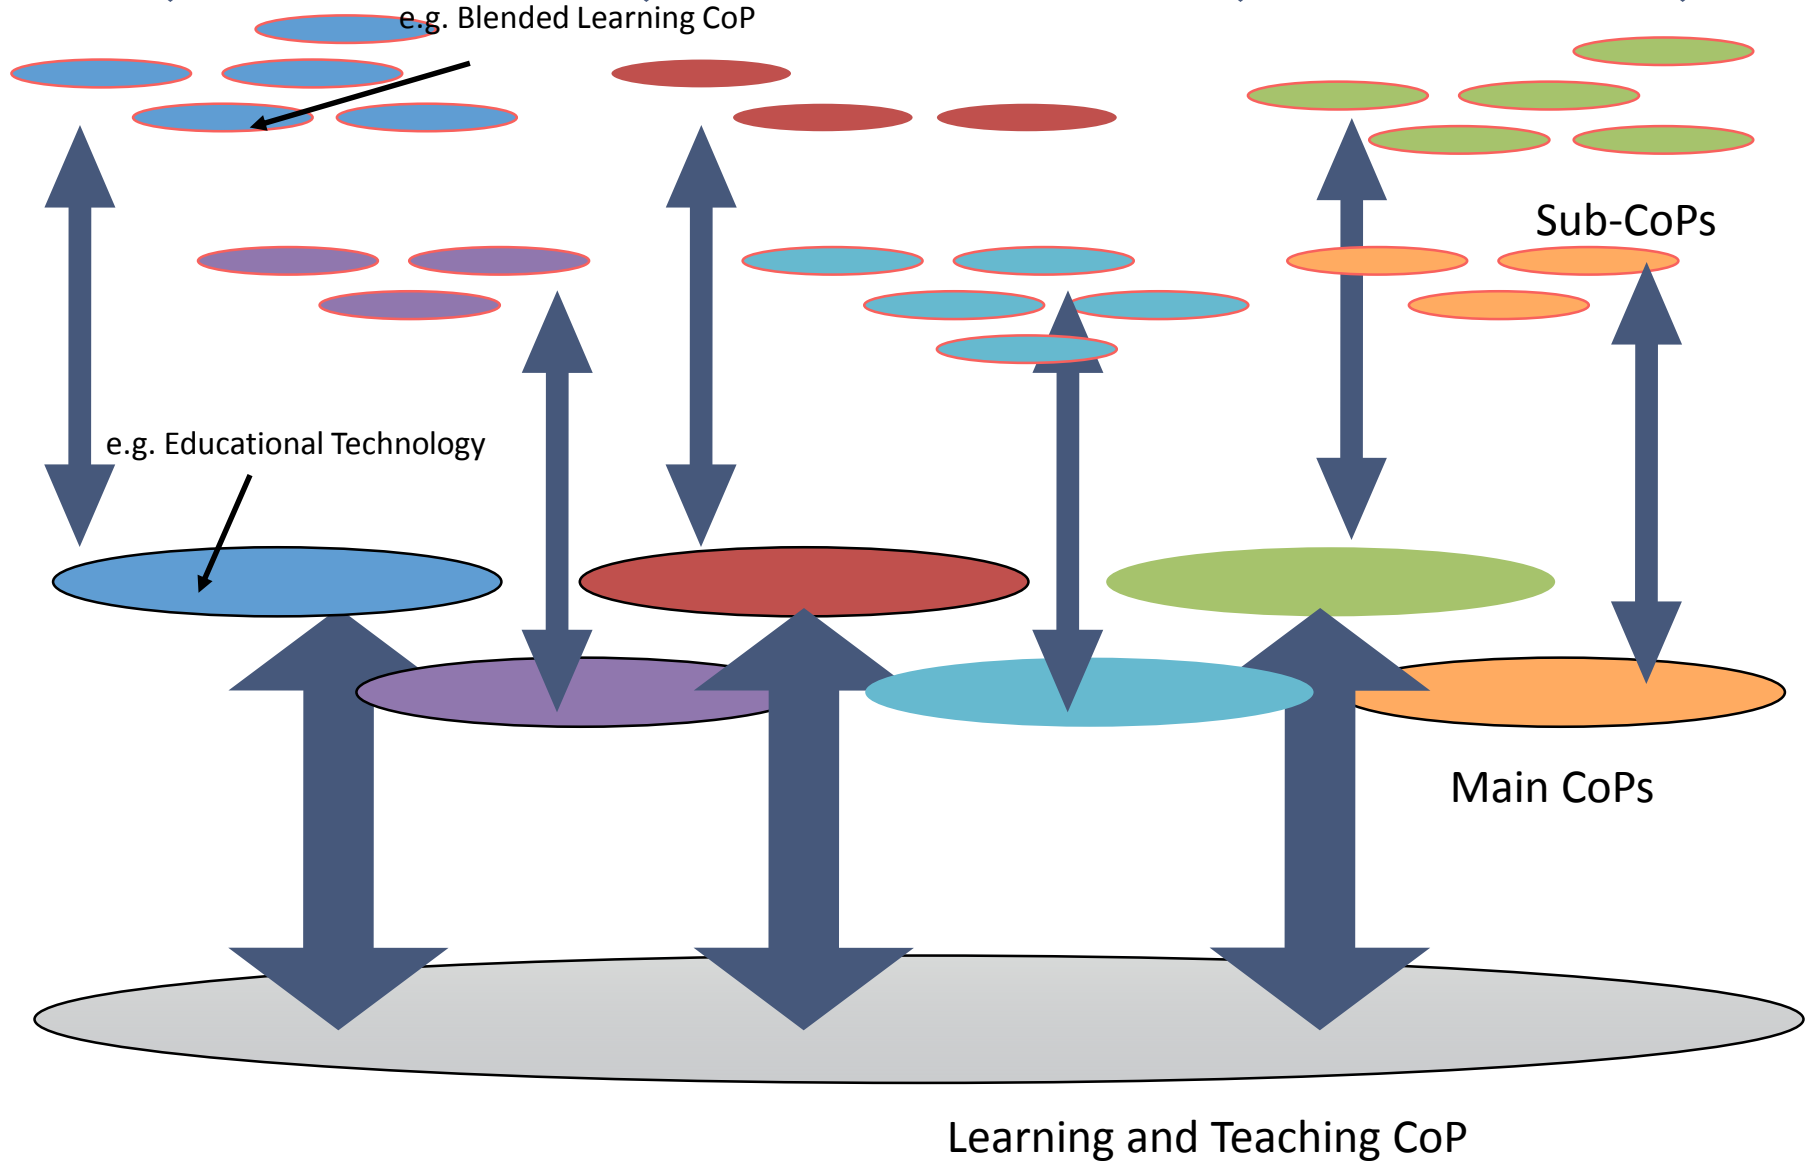 e.g. Blended Learning CoP
Sub-CoPs
e.g. Educational Technology
Main CoPs
Learning and Teaching CoP